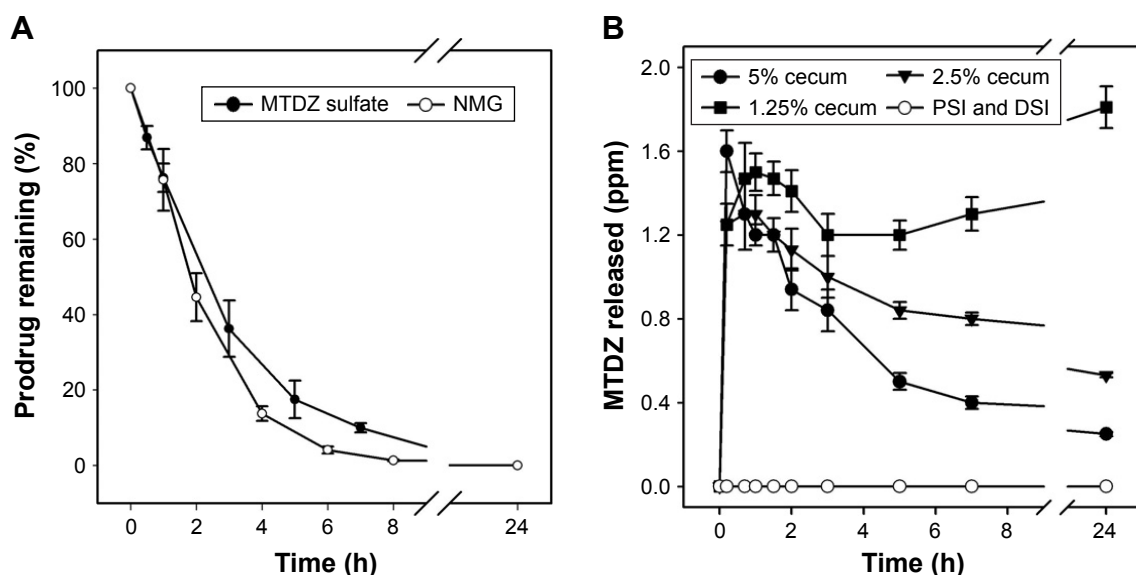 A
Prodrug remaining (%)
100
80
60
40
20
0
MTDZ sulfate NMG
0 2 4 6 8 24
Time (h)
B
MTDZ released (ppm)
2.0
1.6
1.2
0.8
0.4
0.0
5% cecum 2.5% cecum
1.25% cecum PSI and DSI
0 2 4 6 8 24
Time (h)